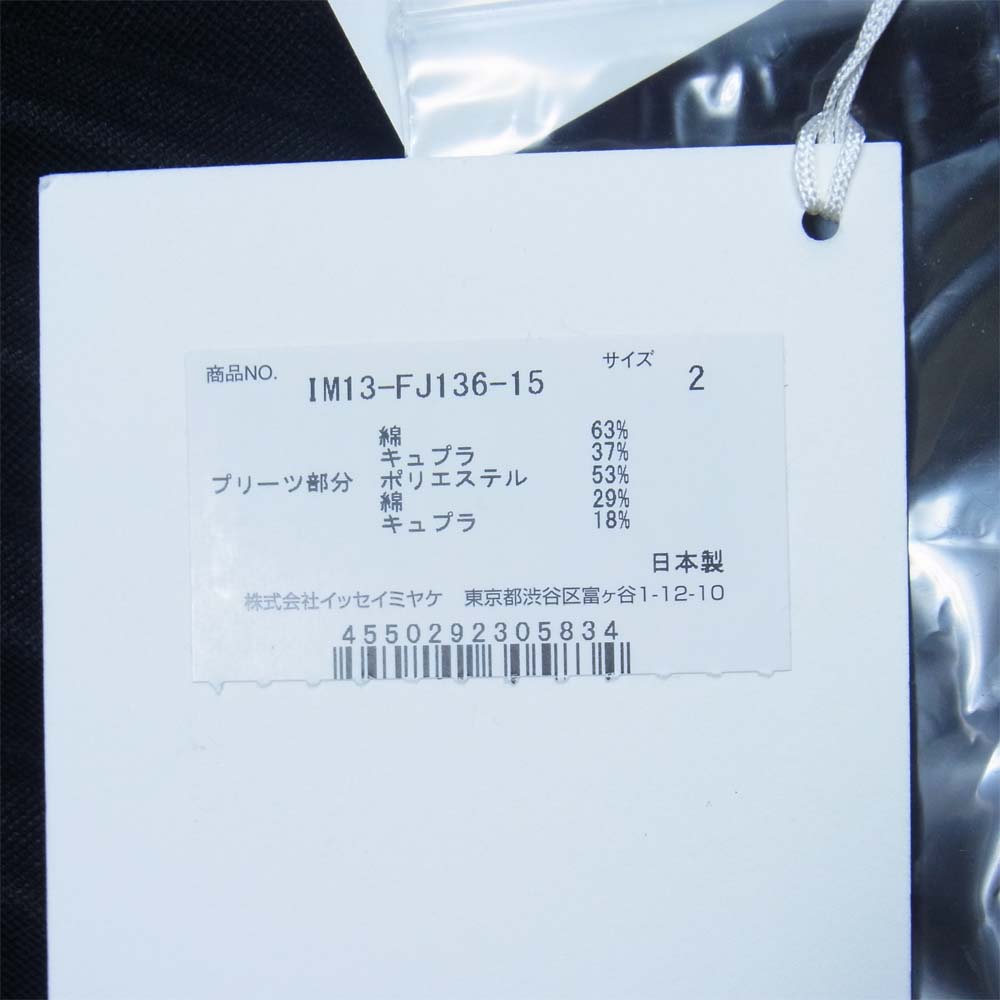 商品NO. IM13-FJ136-15 サイズ 2
綿 63%
キュプラ 37%
プリーツ部分 ポリエステル 53%
綿 29%
キュプラ 18%
日本製
株式会社イッセイミヤケ 東京都渋谷区富ヶ谷1-12-10
4550292305834